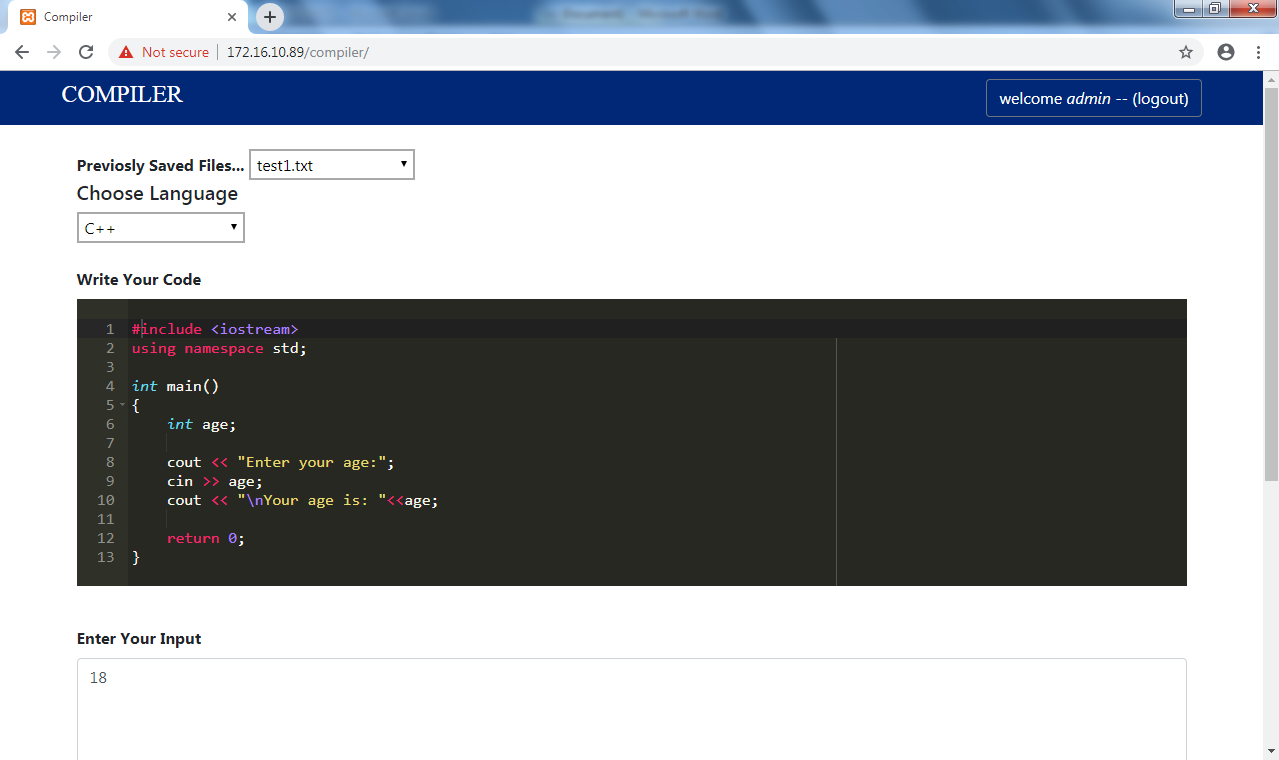 Compiler
Not secure 172.16.10.89/compiler/
COMPILER
welcome admin -- (logout)
Previosly Saved Files... test1.txt
Choose Language
C++
Write Your Code
1 #include <iostream>
2 using namespace std;
3
4 int main()
5 {
6     int age;
7
8     cout << "Enter your age:";
9     cin >> age;
10     cout << "\nYour age is: "<<age;
11
12     return 0;
13 }
Enter Your Input
18